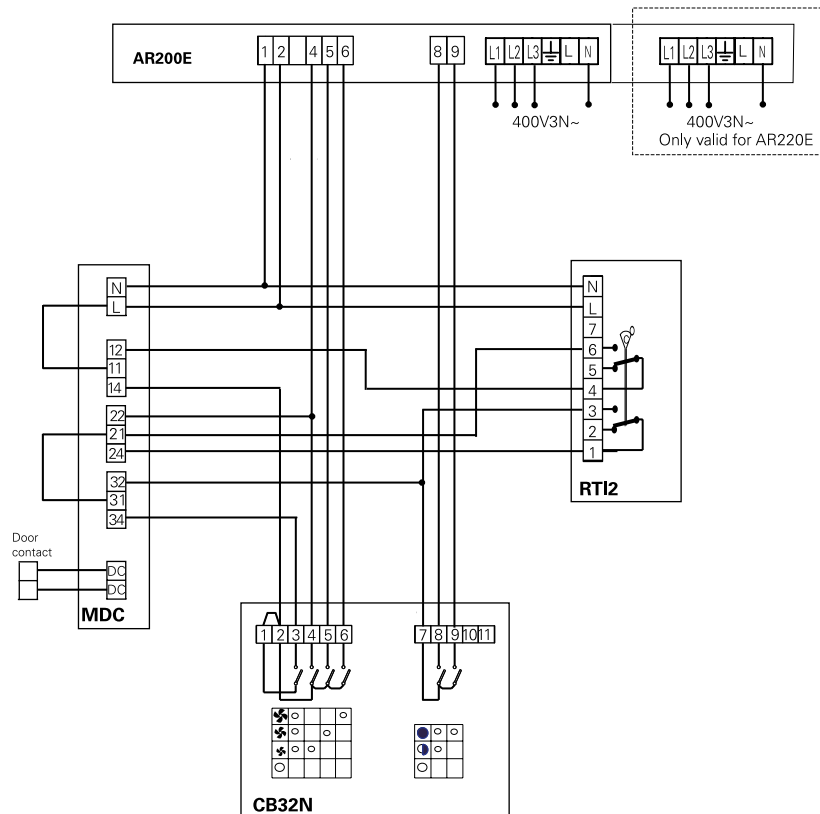 AR200E
1 2 4 5 6
8 9
L1 L2 L3 L N
L1 L2 L3 L N
400V3N~
400V3N~
Only valid for AR220E
N
L
12
11
14
22
21
24
32
31
34
DC
DC
Door
contact
MDC
N
L
7
6
5
4
3
2
1
RTI2
1 2 3 4 5 6
7 8 9 10 11
CB32N